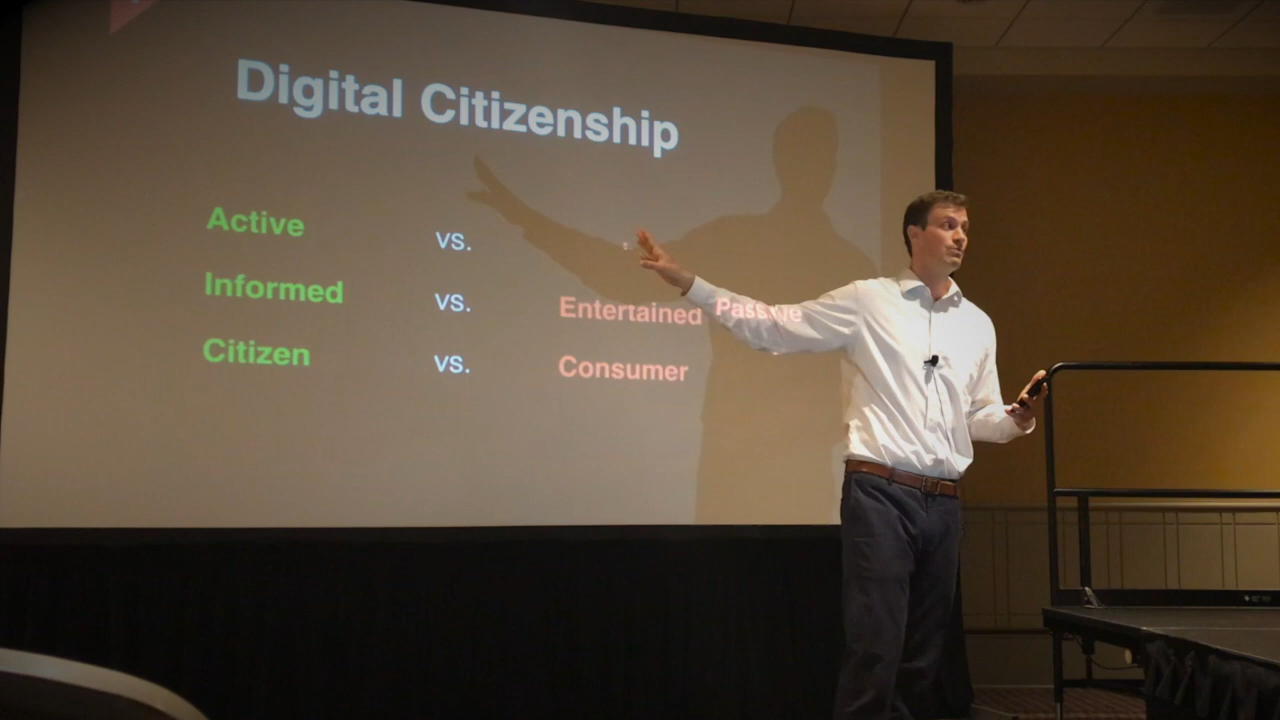 Digital Citizenship
Active vs. Passive
Informed vs. Entertained
Citizen vs. Consumer